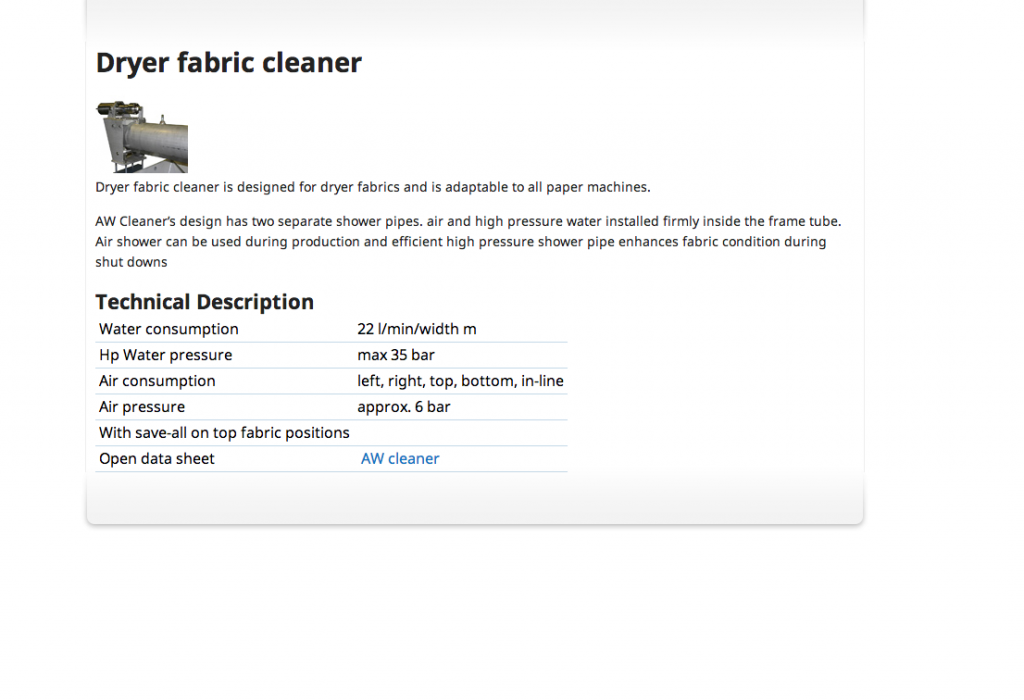 Dryer fabric cleaner
Dryer fabric cleaner is designed for dryer fabrics and is adaptable to all paper machines.
AW Cleaner's design has two separate shower pipes. air and high pressure water installed firmly inside the frame tube.
Air shower can be used during production and efficient high pressure shower pipe enhances fabric condition during
shut downs
Technical Description
Water consumption 22 l/min/width m
Hp Water pressure max 35 bar
Air consumption left, right, top, bottom, in-line
Air pressure approx. 6 bar
With save-all on top fabric positions
Open data sheet AW cleaner